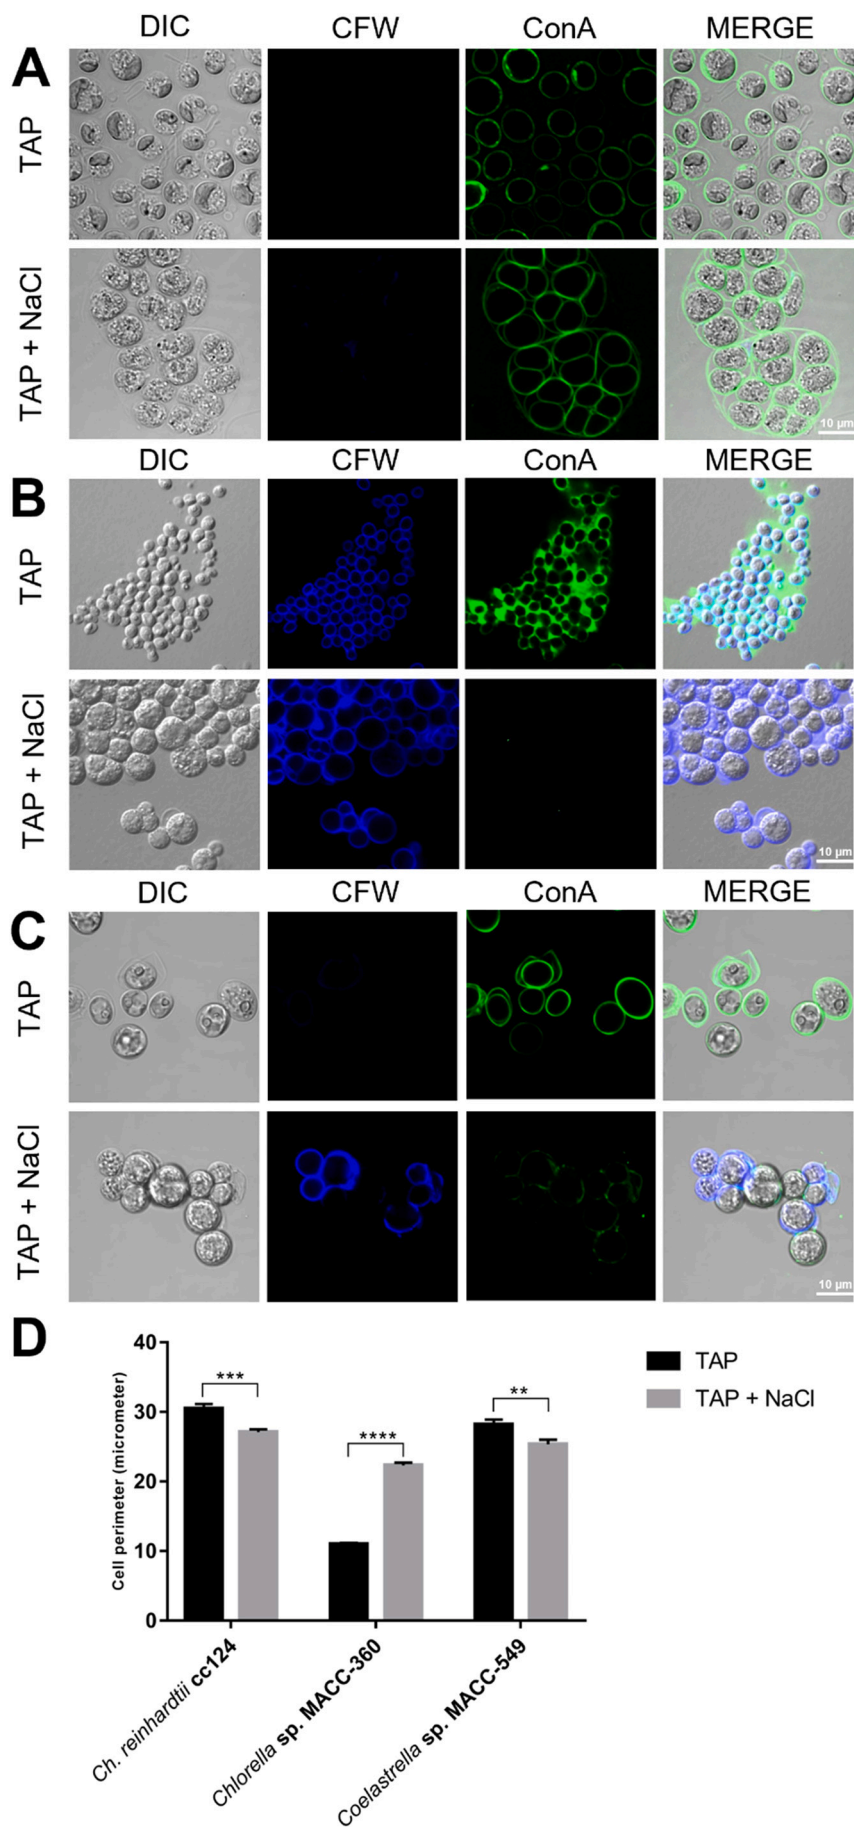 DIC CFW ConA MERGE
A
TAP
TAP + NaCl
10 µm
DIC CFW ConA MERGE
B
TAP
TAP + NaCl
10 µm
DIC CFW ConA MERGE
C
TAP
TAP + NaCl
10 µm
D
Cell perimeter (micrometer)
40
30
20
10
0
***
****
**
TAP
TAP + NaCl
Ch. reinhardtii cc124
Chlorella sp. MACC-360
Coelastrella sp. MACC-549